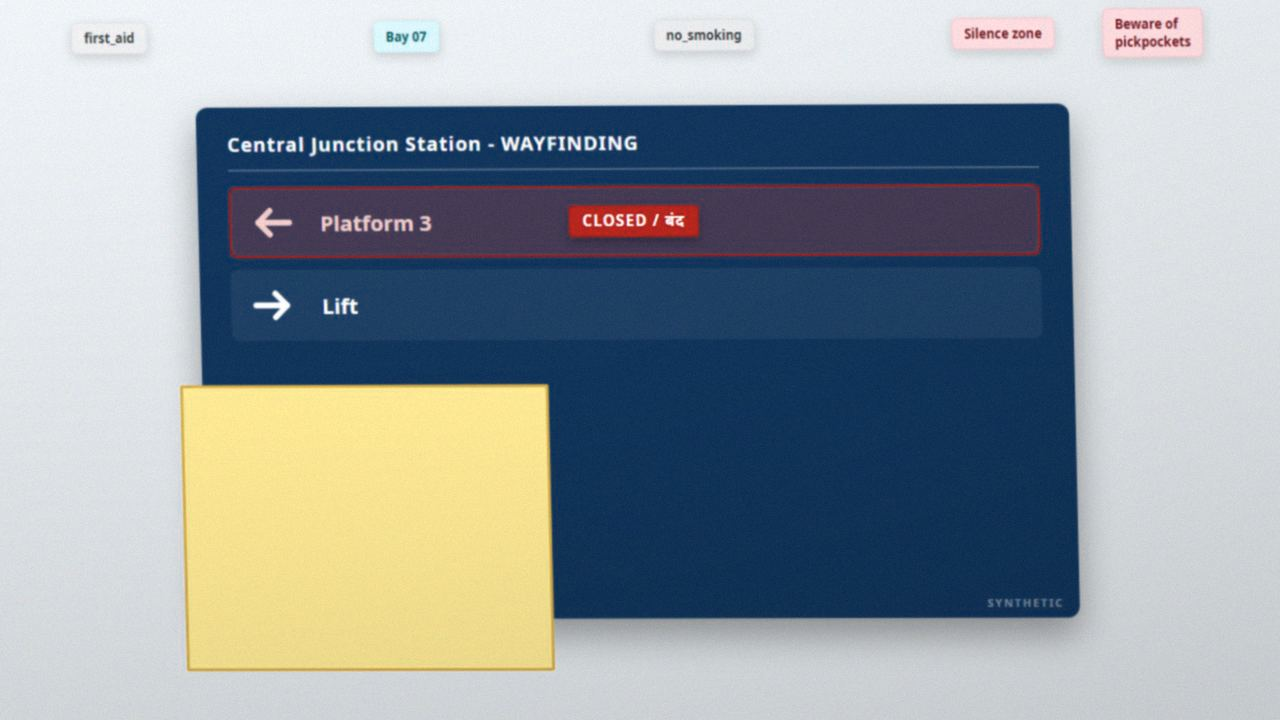 first_aid
Bay 07
no_smoking
Silence zone
Beware of
pickpockets
Central Junction Station - WAYFINDING
Platform 3
CLOSED / बंद
Lift
SYNTHETIC